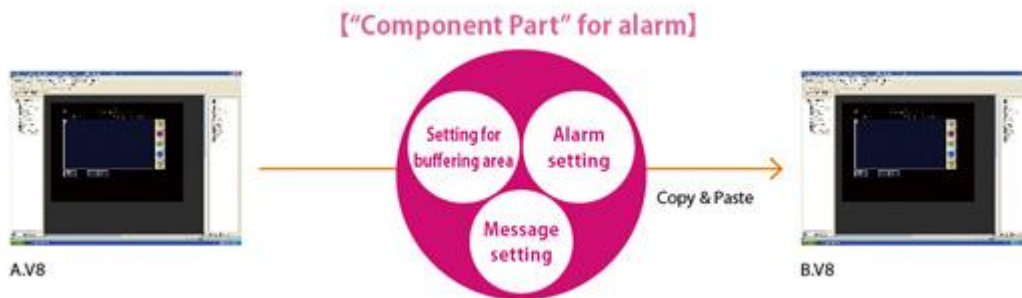 【“Component Part” for alarm】
Setting for
buffering area
Alarm
setting
Message
setting
Copy & Paste
A.V8
B.V8